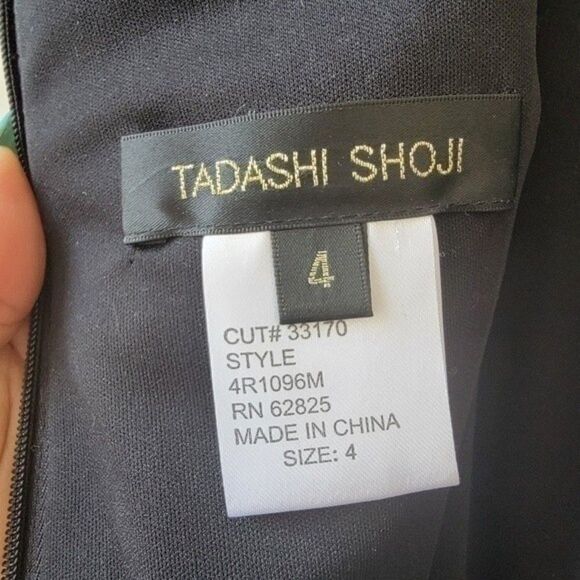 TADASHI SHOJI
4
CUT# 33170
STYLE
4R1096M
RN 62825
MADE IN CHINA
SIZE: 4